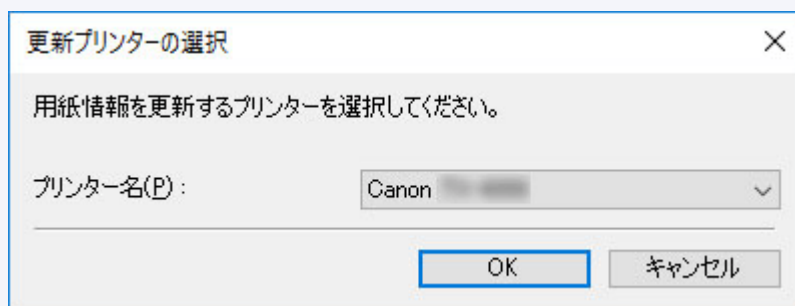 更新プリンターの選択
用紙情報を更新するプリンターを選択してください。
プリンター名(P) : Canon
OK キャンセル